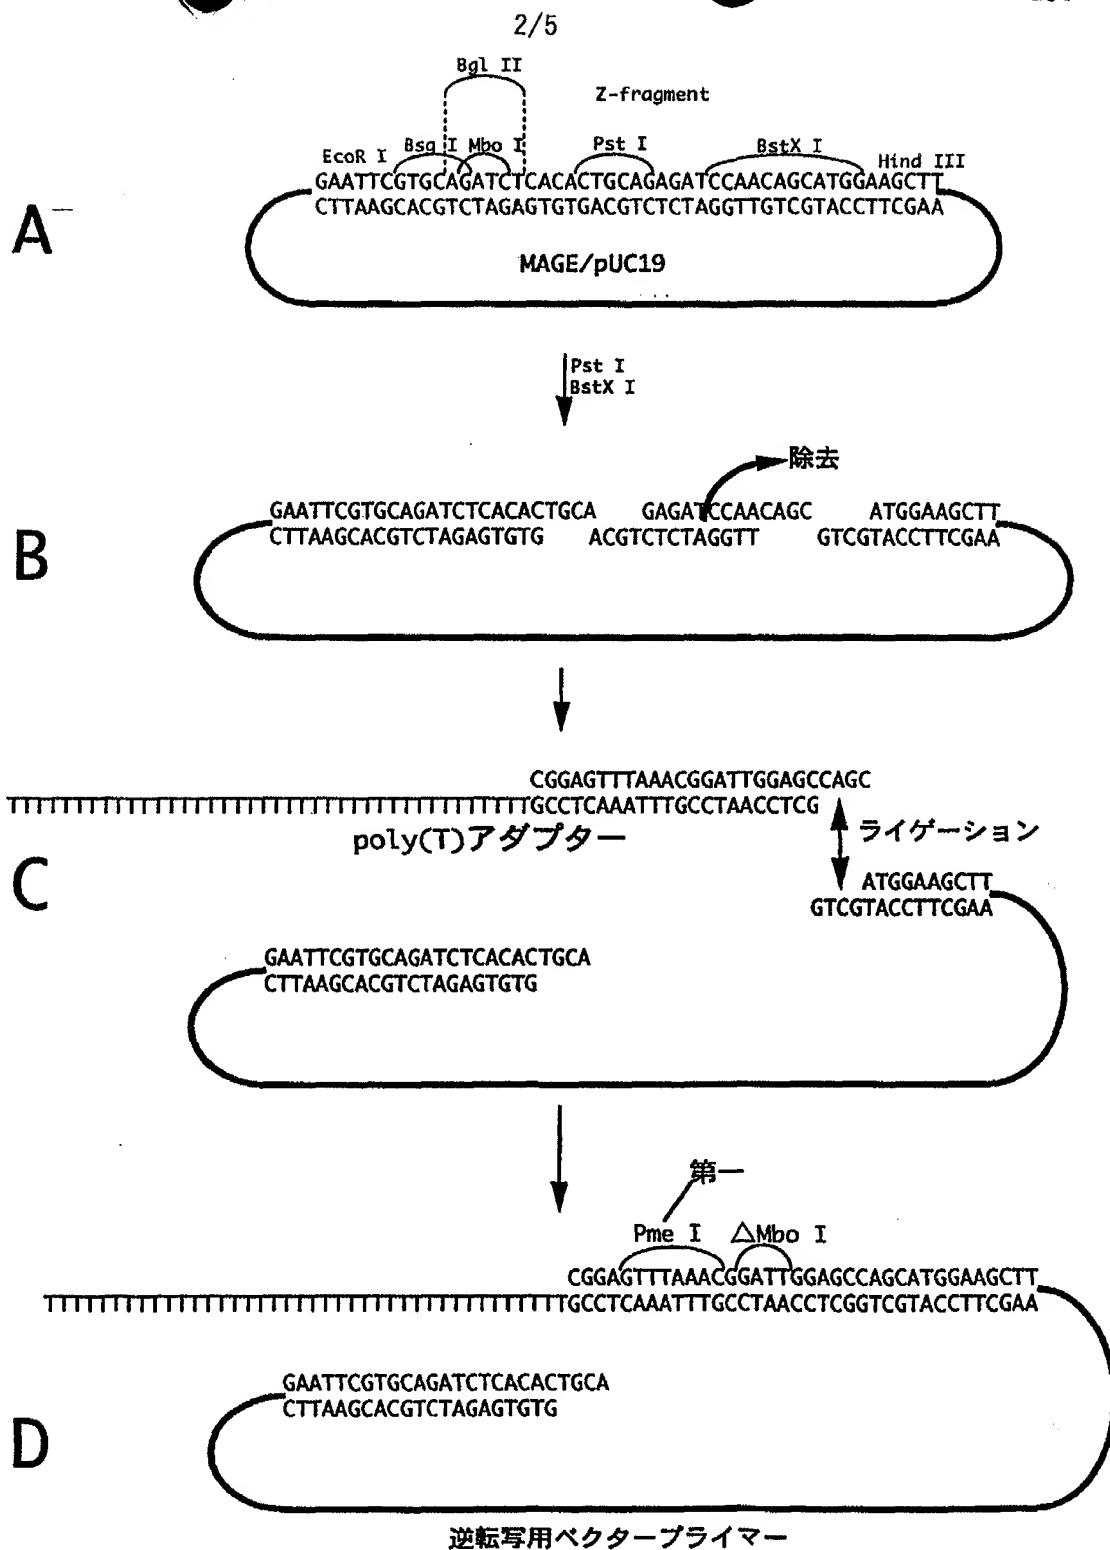 2/5
Bgl II
Z-fragment
EcoR I
Bsg I
Mbo I
Pst I
BstX I
Hind III
GAATTCGTGCAGATCTCACACTGCAGAGATCCAACAGCATGGAAGCTT
CTTAAGCACGTCTAGAGTGTGACGTCTCTAGGTTGTCGTACCTTCGAA
A
MAGE/pUC19
Pst I
BstX I
除去
GAATTCGTGCAGATCTCACACTGCA GAGATCCAACAGC ATGGAAGCTT
CTTAAGCACGTCTAGAGTGTG ACGTCTCTAGGTT GTCGTACCTTCGAA
B
CGGAGTTTAAACGGATTGGAGCCAGC
TTTTTTTTTTTTTTTTTTTTTTTTTTTTTTTTTTTTTTTTGCCTCAAATTTGCCTAACCTCG
poly(T)アダプター
ライゲーション
C
ATGGAAGCTT
GTCGTACCTTCGAA
GAATTCGTGCAGATCTCACACTGCA
CTTAAGCACGTCTAGAGTGTG
第一
Pme I △Mbo I
CGGAGTTTAAACGGATTGGAGCCAGCATGGAAGCTT
TTTTTTTTTTTTTTTTTTTTTTTTTTTTTTTTTTTTTTTTGCCTCAAATTTGCCTAACCTCGGTCGTACCTTCGAA
GAATTCGTGCAGATCTCACACTGCA
CTTAAGCACGTCTAGAGTGTG
D
逆転写用ベクタープライマー